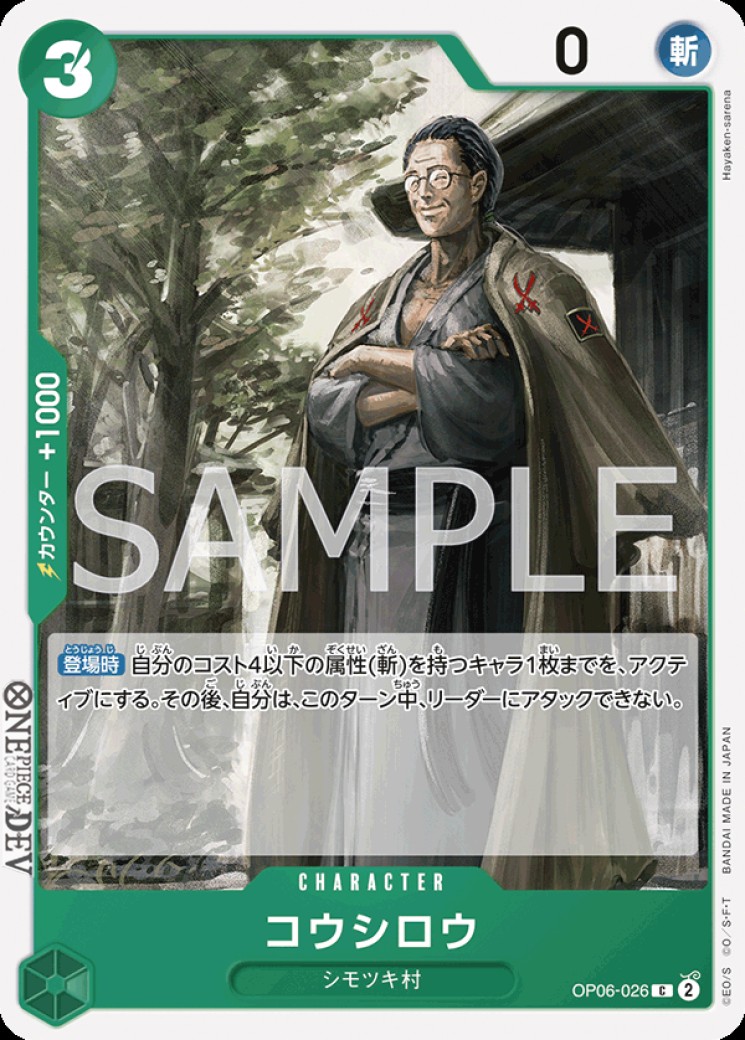 3
0
斬
Hayaken-sarena
カウンター +1000
SAMPLE
登場時 自分のコスト4以下の属性(斬)を持つキャラ1枚までを、アクテ
ィブにする。その後、自分は、このターン中、リーダーにアタックできない。
ONE PIECE CARD GAME DEV
BANDAI MADE IN JAPAN
©EO/S ©O/S・F・T
CHARACTER
コウシロウ
シモツキ村
OP06-026 C 2